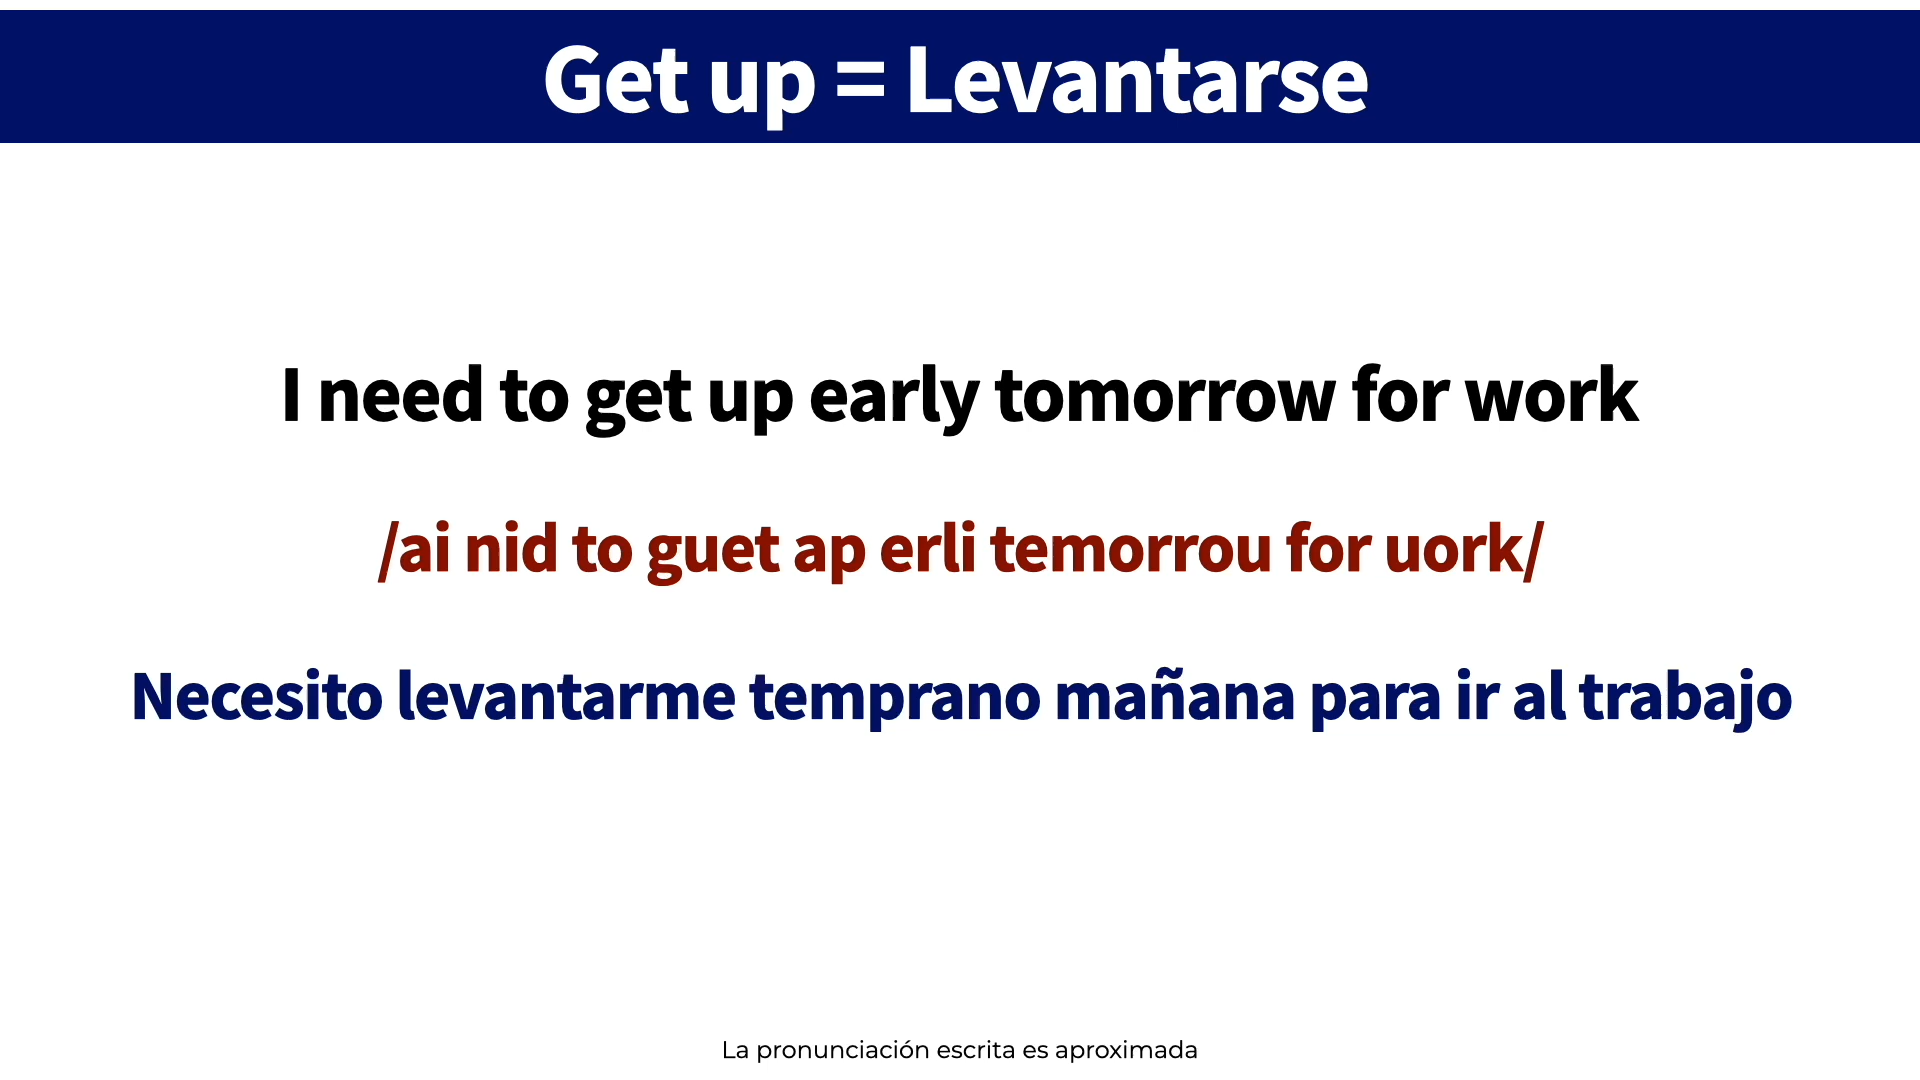 Get up = Levantarse
I need to get up early tomorrow for work
/ai nid to guet ap erli temorrou for uork/
Necesito levantarme temprano mañana para ir al trabajo
La pronunciación escrita es aproximada